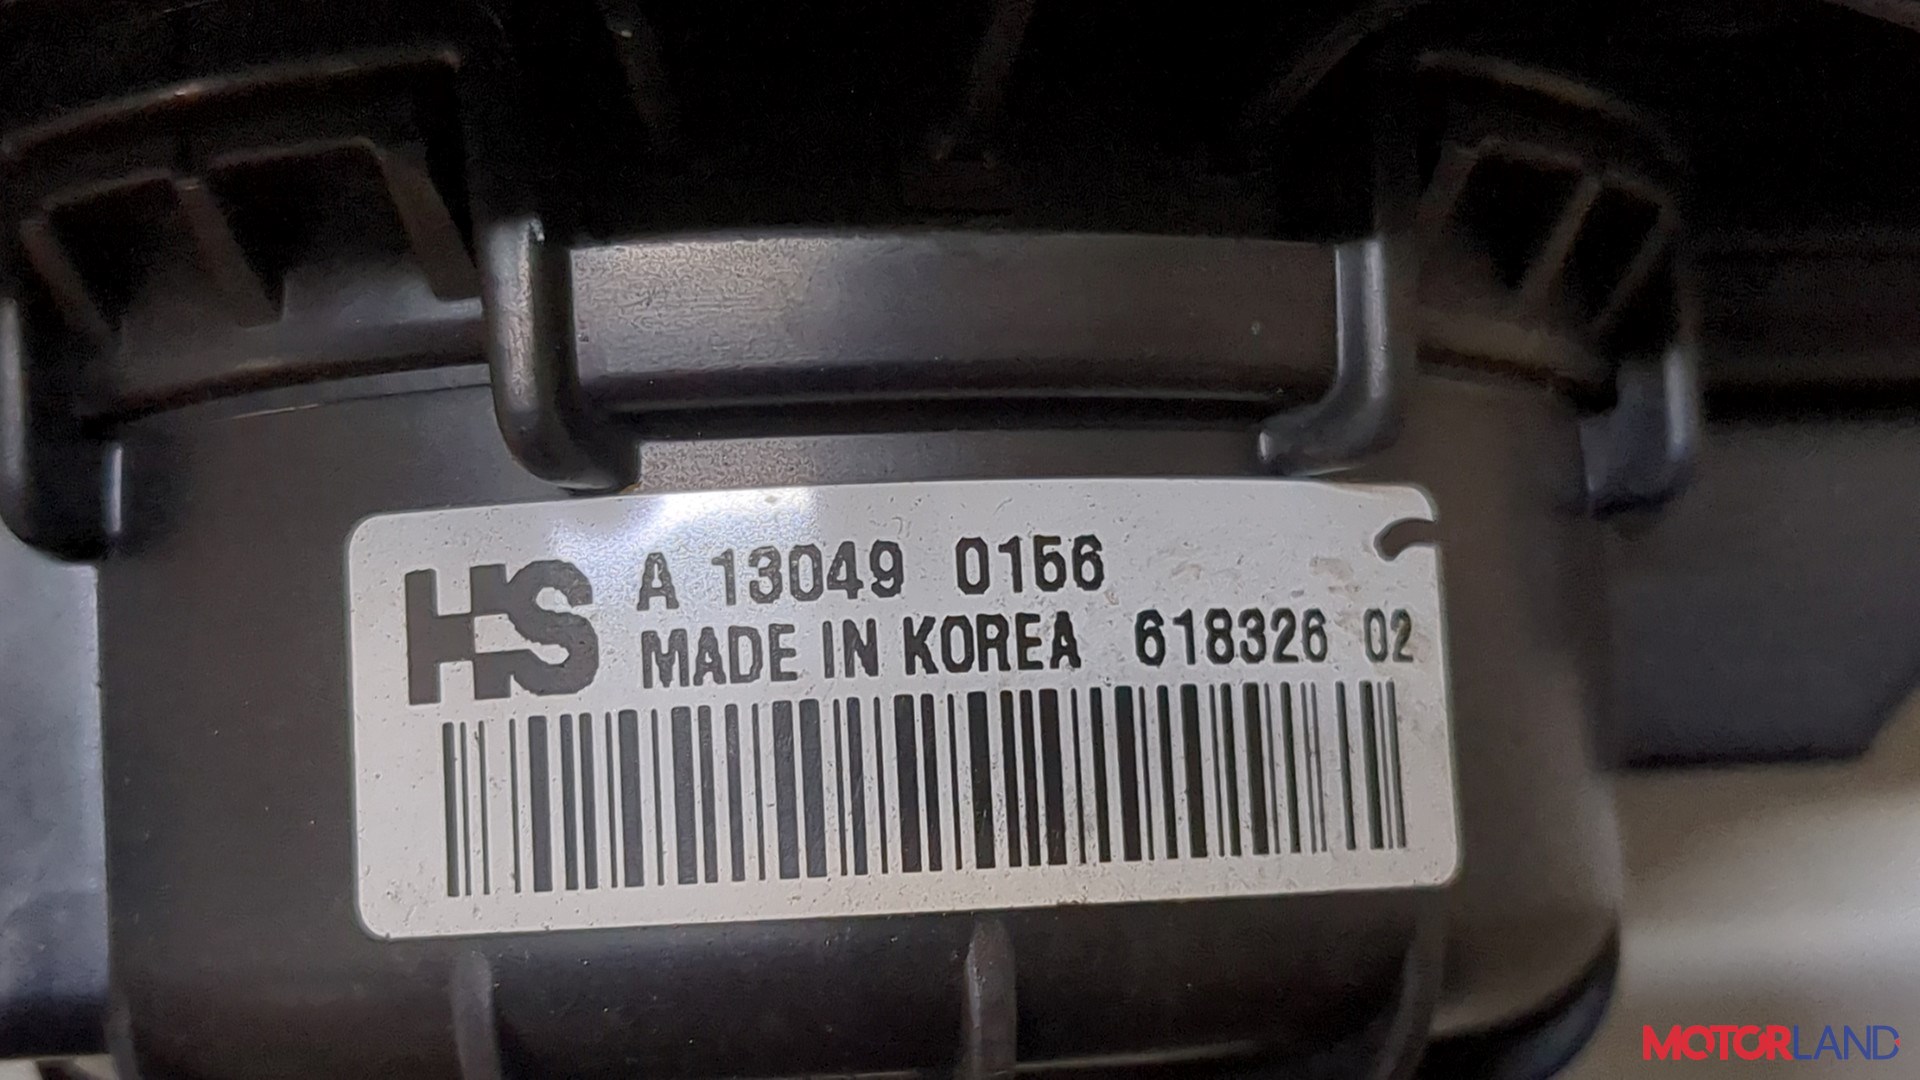 HS A 13049 0156
MADE IN KOREA 618326 02
MOTORLAND